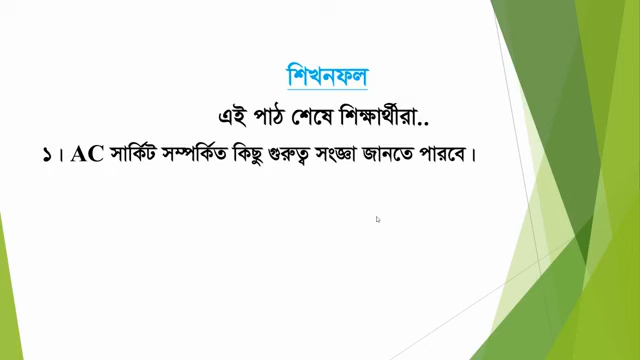 শিখনফল
এই পাঠ শেষে শিক্ষার্থীরা..
১। AC সার্কিট সম্পর্কিত কিছু গুরুত্ব সংজ্ঞা জানতে পারবে।